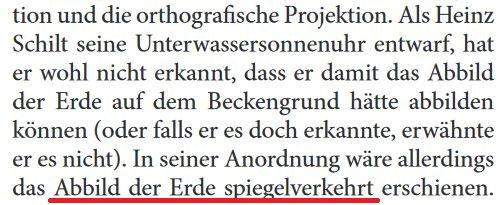 tion und die orthografische Projektion. Als Heinz
Schilt seine Unterwassersonnenuhr entwarf, hat
er wohl nicht erkannt, dass er damit das Abbild
der Erde auf dem Beckengrund hätte abbilden
können (oder falls er es doch erkannte, erwähnte
er es nicht). In seiner Anordnung wäre allerdings
das Abbild der Erde spiegelverkehrt erschienen.